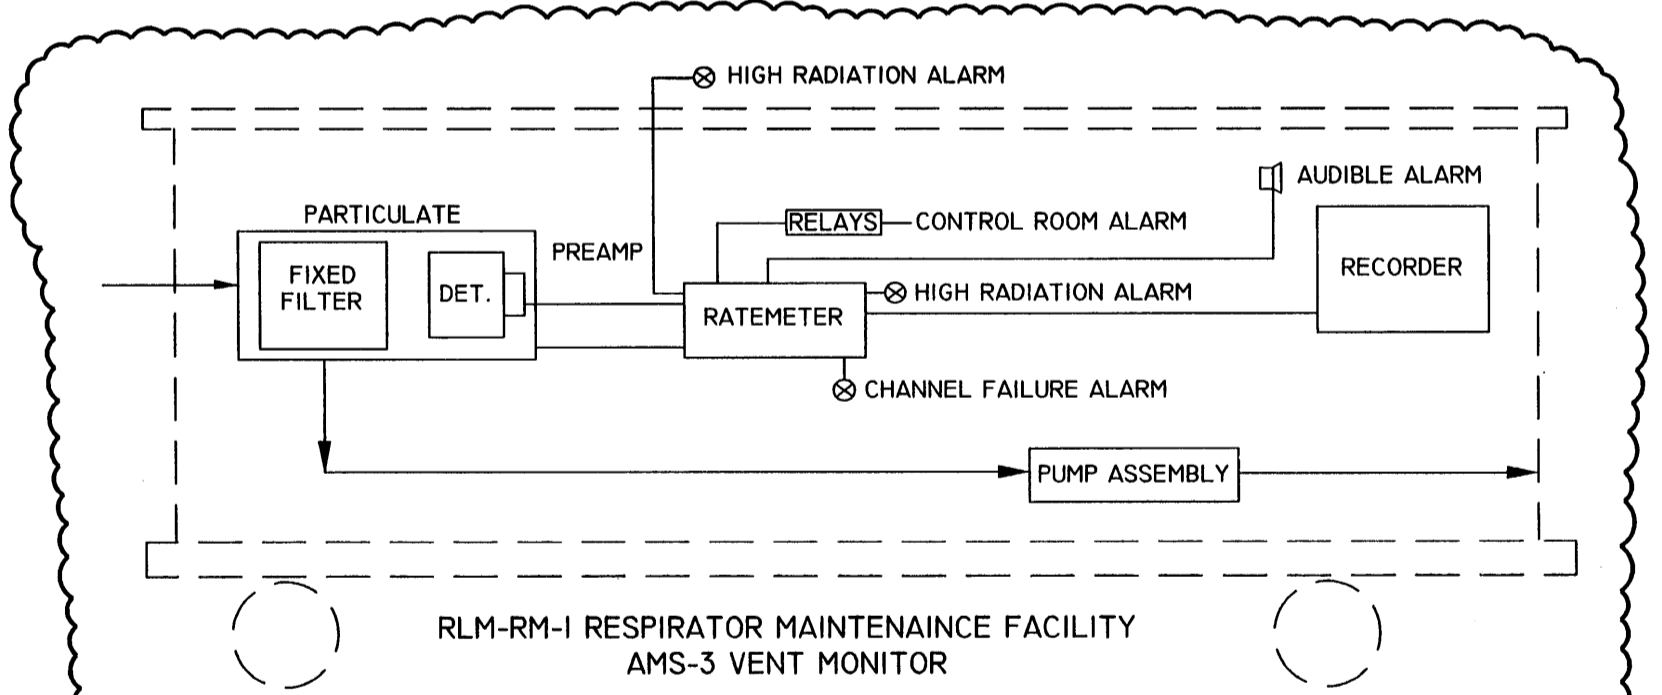 HIGH RADIATION ALARM
AUDIBLE ALARM
PARTICULATE
RELAYS
CONTROL ROOM ALARM
PREAMP
FIXED
FILTER
DET.
RECORDER
HIGH RADIATION ALARM
RATEMETER
CHANNEL FAILURE ALARM
PUMP ASSEMBLY
RLM-RM-1 RESPIRATOR MAINTENAINCE FACILITY
AMS-3 VENT MONITOR